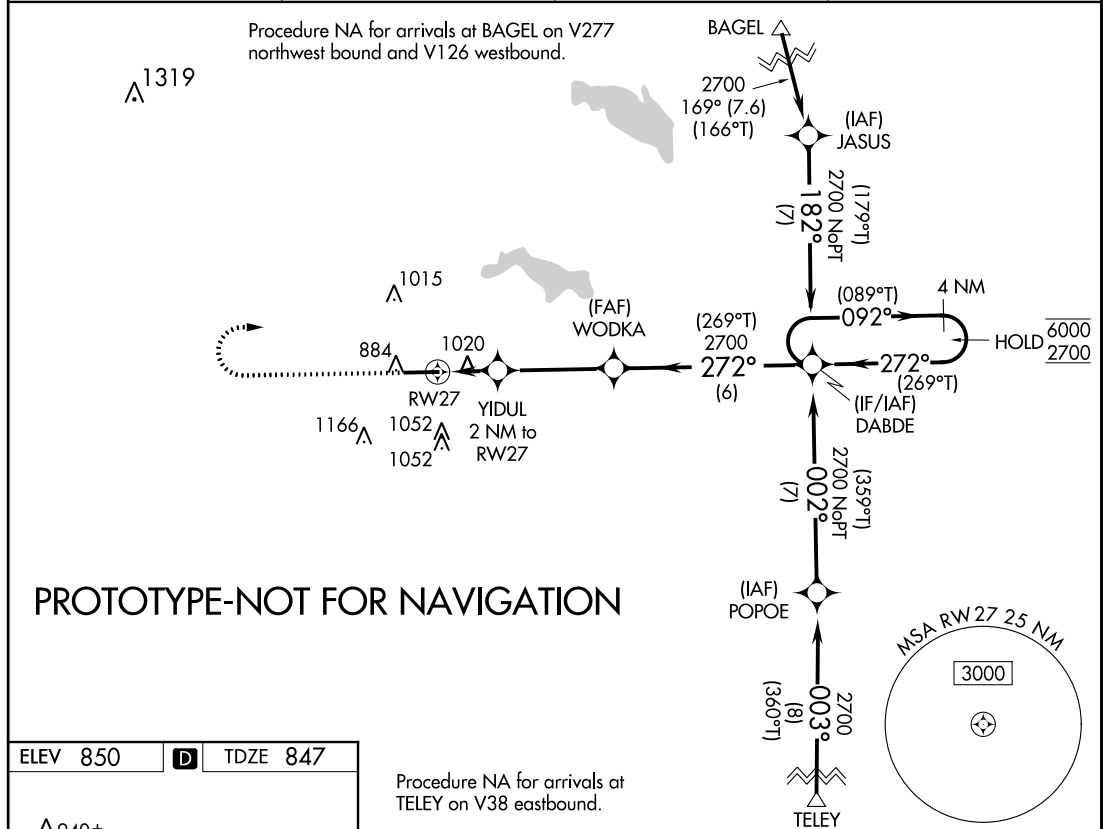 Procedure NA for arrivals at BAGEL on V277
northwest bound and V126 westbound.
BAGEL
1319
2700
169° (7.6)
(166°T)
(IAF)
JASUS
(179°T)
2700 NoPT
182°
(7)
1015
(FAF)
WODKA
(269°T)
2700
272°
(6)
(089°T)
092°
4 NM
HOLD
6000
2700
272°
(269°T)
884
1020
RW27
YIDUL
2 NM to
RW27
(IF/IAF)
DABDE
1166
1052
1052
(359°T)
2700 NoPT
002°
(7)
PROTOTYPE-NOT FOR NAVIGATION
(IAF)
POPOE
MSA RW27 25 NM
3000
2700
003°
(8)
(360°T)
ELEV 850
D
TDZE 847
Procedure NA for arrivals at
TELEY on V38 eastbound.
TELEY